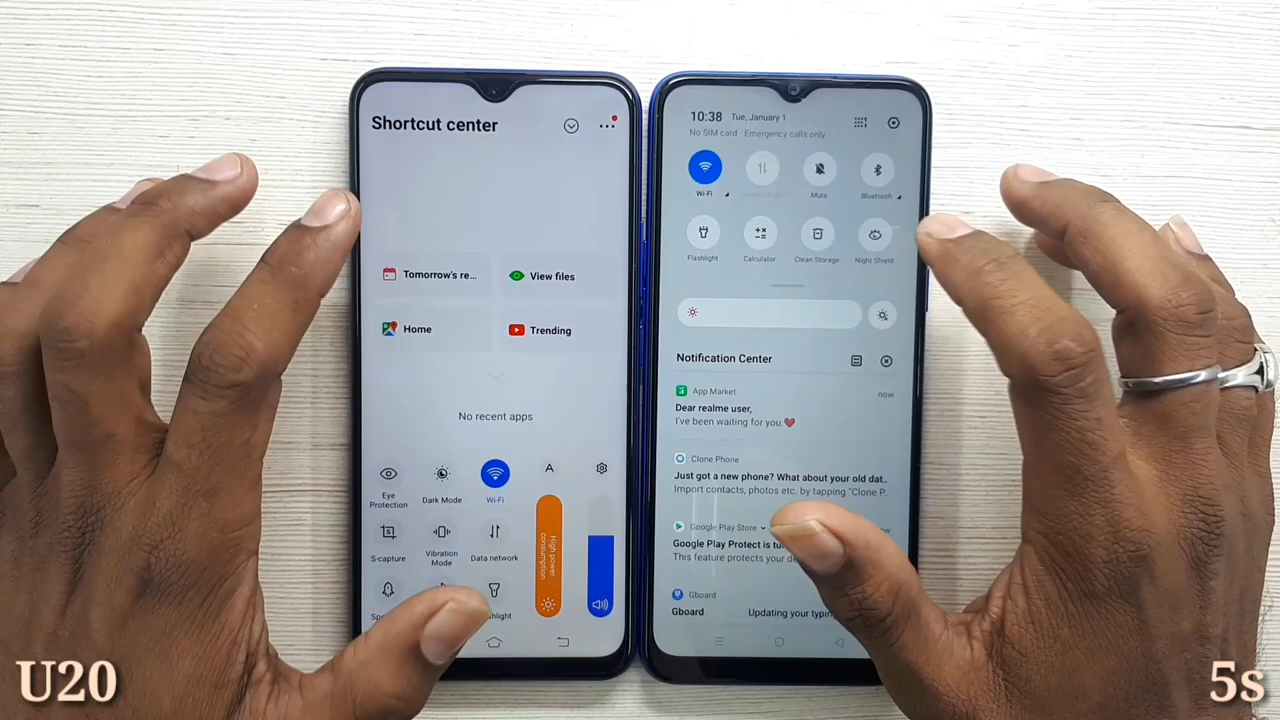 Shortcut center
Tomorrow's re...
View files
Home
Trending
No recent apps
Eye
Protection
Dark Mode
Wi-Fi
A
S-capture
Vibration
Mode
Data network
High power
consumption
10:38 Tue, January 1
No SIM card Emergency calls only
Wi-Fi
Mute
Bluetooth
Flashlight
Calculator
Clean Storage
Night Shield
Notification Center
App Market
now
Dear realme user,
I've been waiting for you.❤️
Clone Phone
Just got a new phone? What about your old dat..
Import contacts, photos etc. by tapping "Clone P..
Google Play Store
Google Play Protect is
This feature protects your
Gboard
Gboard Updating your
U20
5s